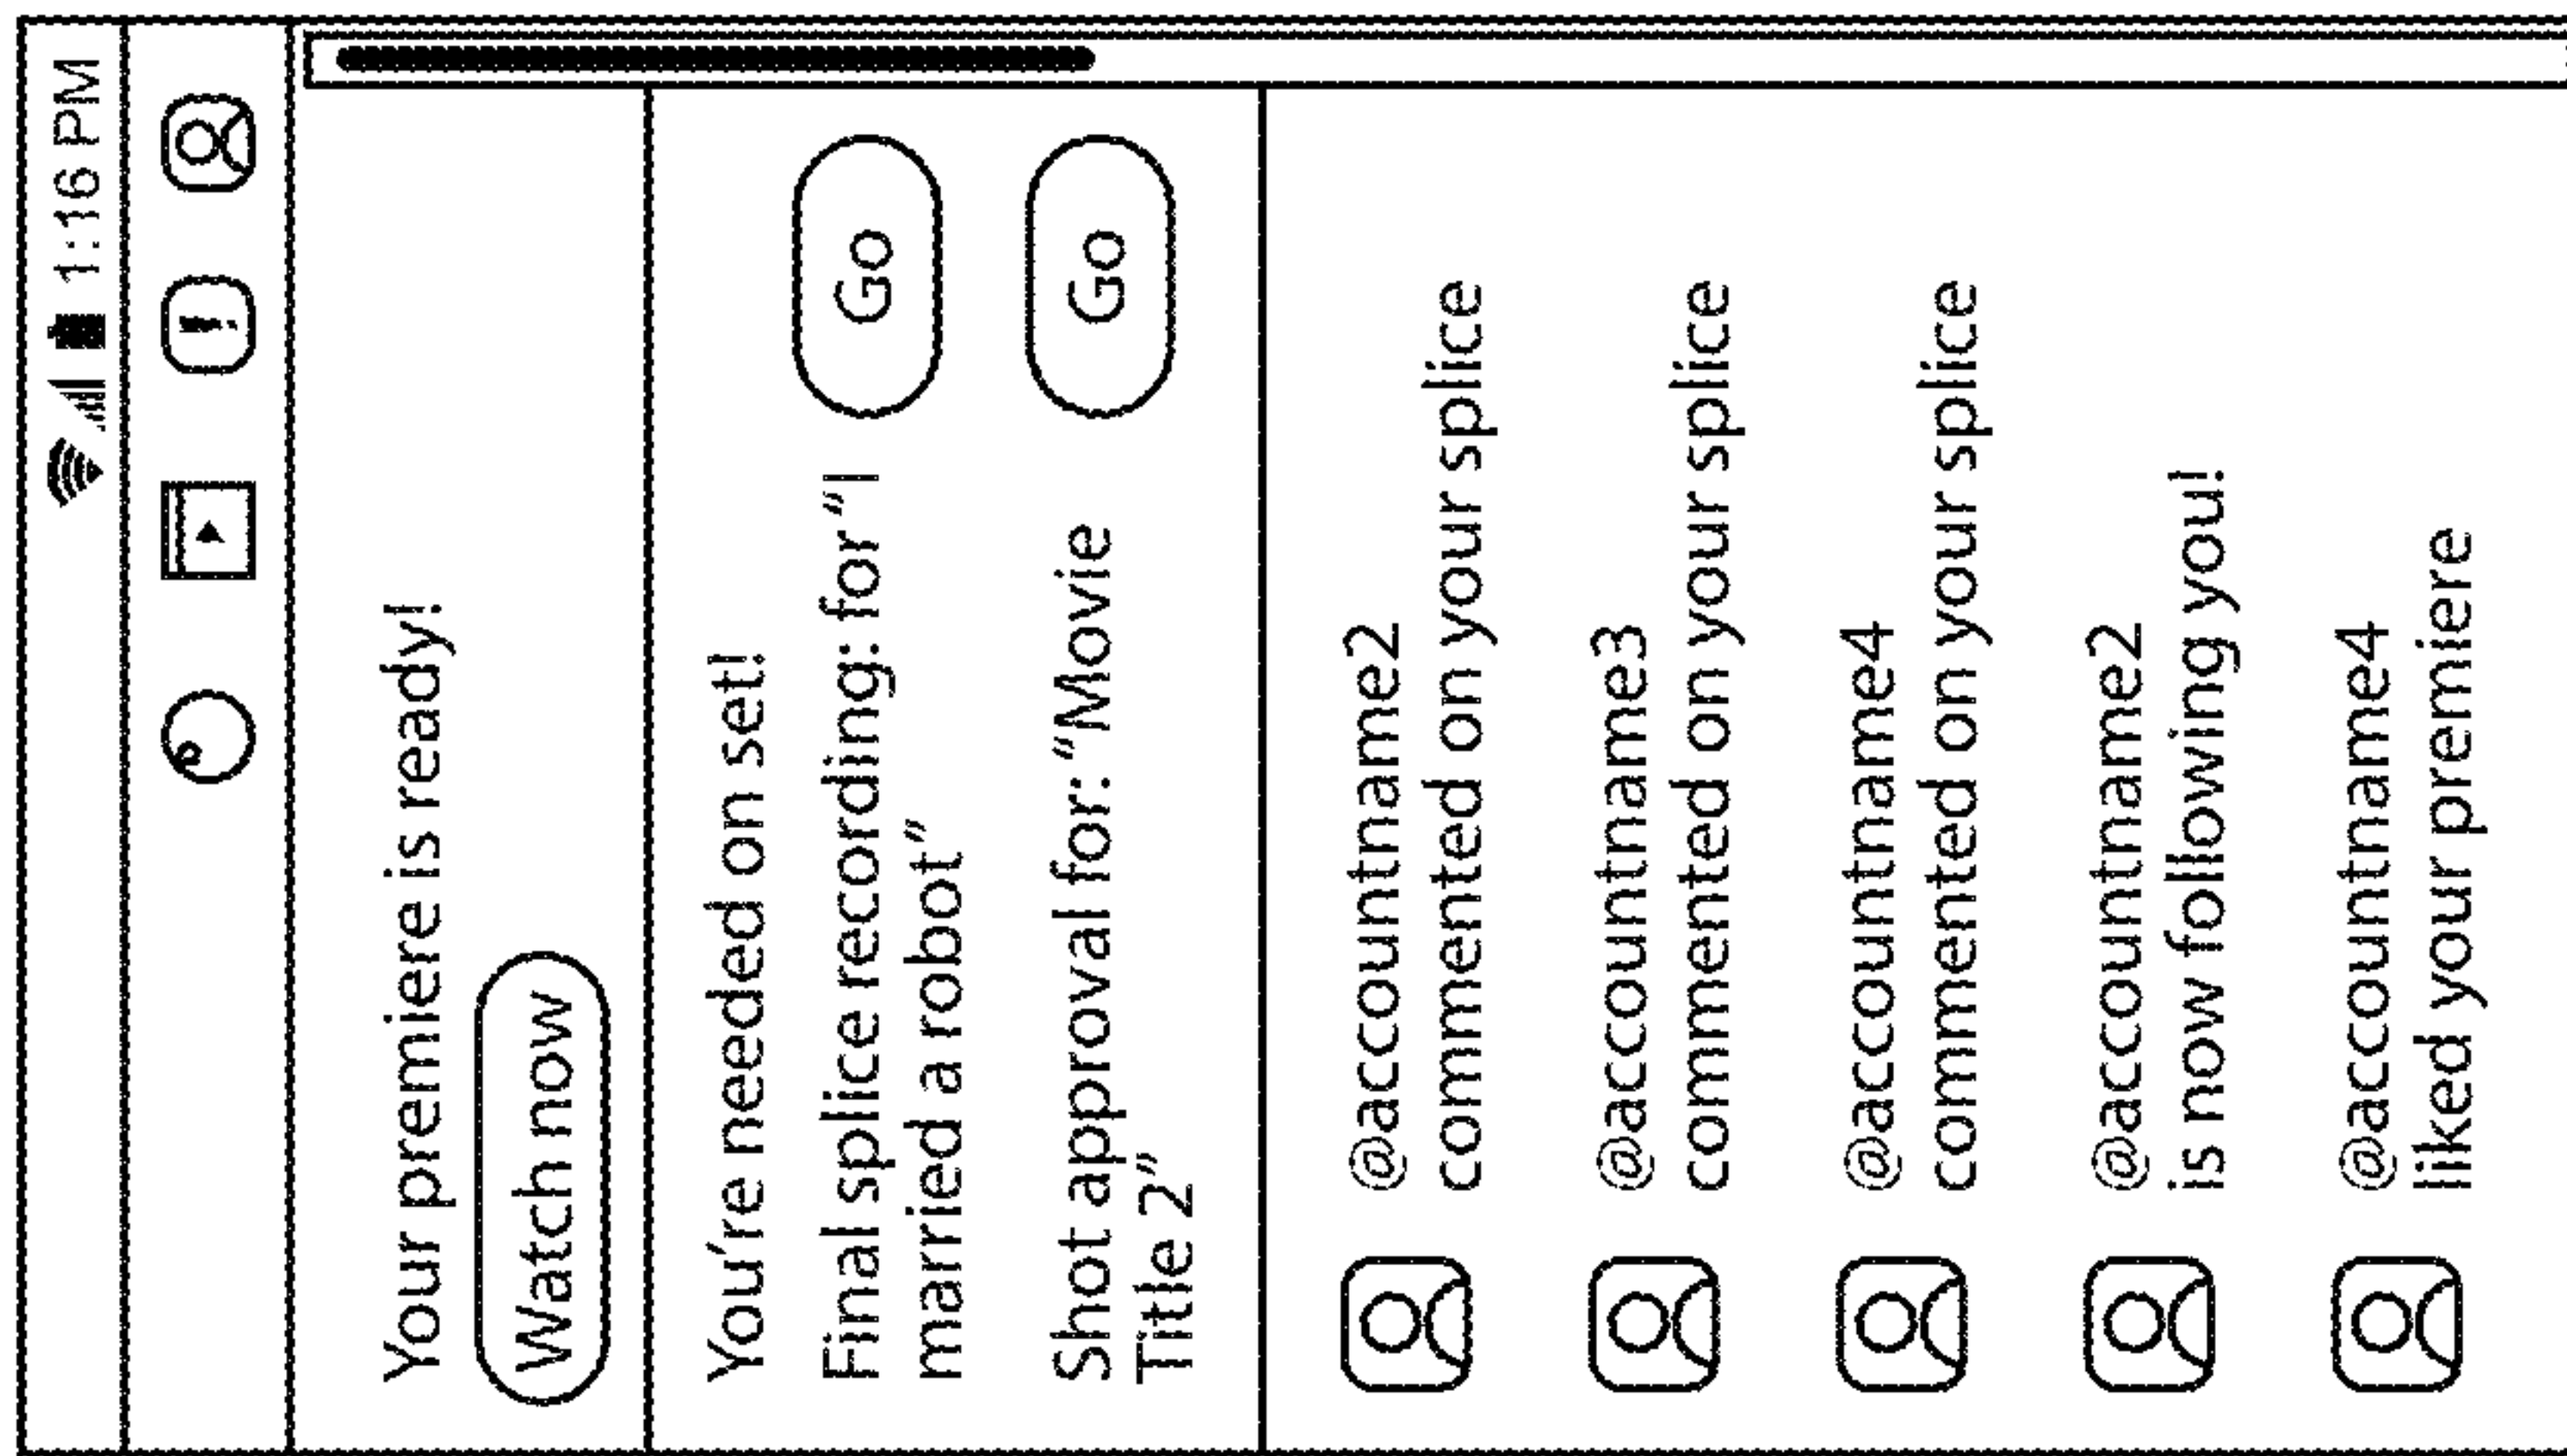 1:16 PM
Your premiere is ready!
Watch now
You're needed on set!
Final splice recording: for "I
married a robot"
Go
Shot approval for: "Movie
Title 2"
Go
@accountname2
commented on your splice
@accountname3
commented on your splice
@accountname4
commented on your splice
@accountname2
is now following you!
@accountname4
liked your premiere